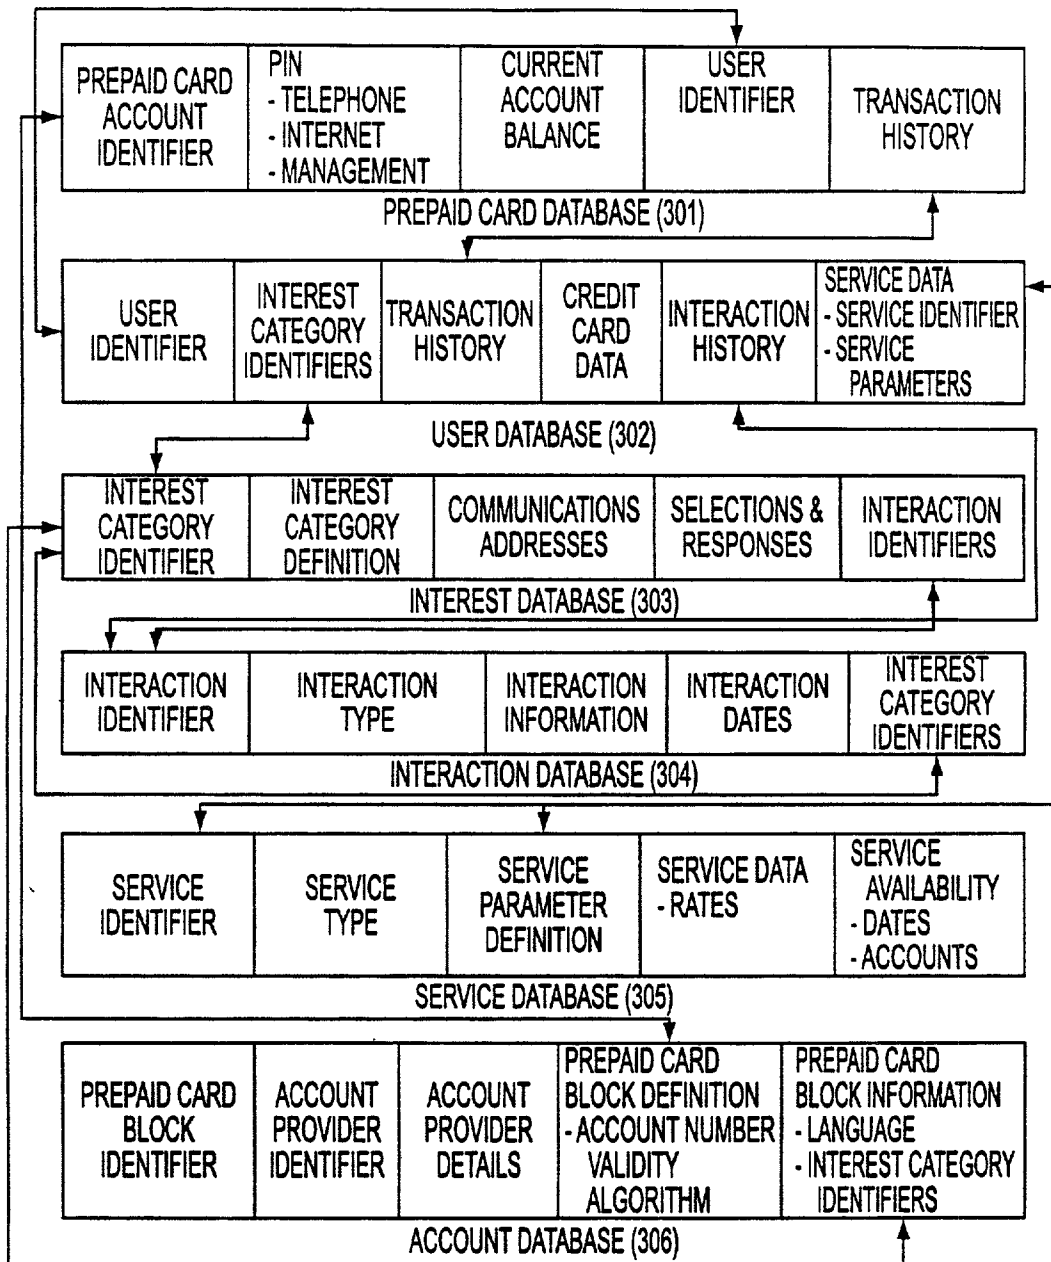 PREPAID CARD
ACCOUNT
IDENTIFIER
PIN
- TELEPHONE
- INTERNET
- MANAGEMENT
CURRENT
ACCOUNT
BALANCE
USER
IDENTIFIER
TRANSACTION
HISTORY
PREPAID CARD DATABASE (301)
USER
IDENTIFIER
INTEREST
CATEGORY
IDENTIFIERS
TRANSACTION
HISTORY
CREDIT
CARD
DATA
INTERACTION
HISTORY
SERVICE DATA
- SERVICE IDENTIFIER
- SERVICE
PARAMETERS
USER DATABASE (302)
INTEREST
CATEGORY
IDENTIFIER
INTEREST
CATEGORY
DEFINITION
COMMUNICATIONS
ADDRESSES
SELECTIONS &
RESPONSES
INTERACTION
IDENTIFIERS
INTEREST DATABASE (303)
INTERACTION
IDENTIFIER
INTERACTION
TYPE
INTERACTION
INFORMATION
INTERACTION
DATES
INTEREST
CATEGORY
IDENTIFIERS
INTERACTION DATABASE (304)
SERVICE
IDENTIFIER
SERVICE
TYPE
SERVICE
PARAMETER
DEFINITION
SERVICE DATA
- RATES
SERVICE
AVAILABILITY
- DATES
- ACCOUNTS
SERVICE DATABASE (305)
PREPAID CARD
BLOCK
IDENTIFIER
ACCOUNT
PROVIDER
IDENTIFIER
ACCOUNT
PROVIDER
DETAILS
PREPAID CARD
BLOCK DEFINITION
- ACCOUNT NUMBER
VALIDITY
ALGORITHM
PREPAID CARD
BLOCK INFORMATION
- LANGUAGE
- INTEREST CATEGORY
IDENTIFIERS
ACCOUNT DATABASE (306)